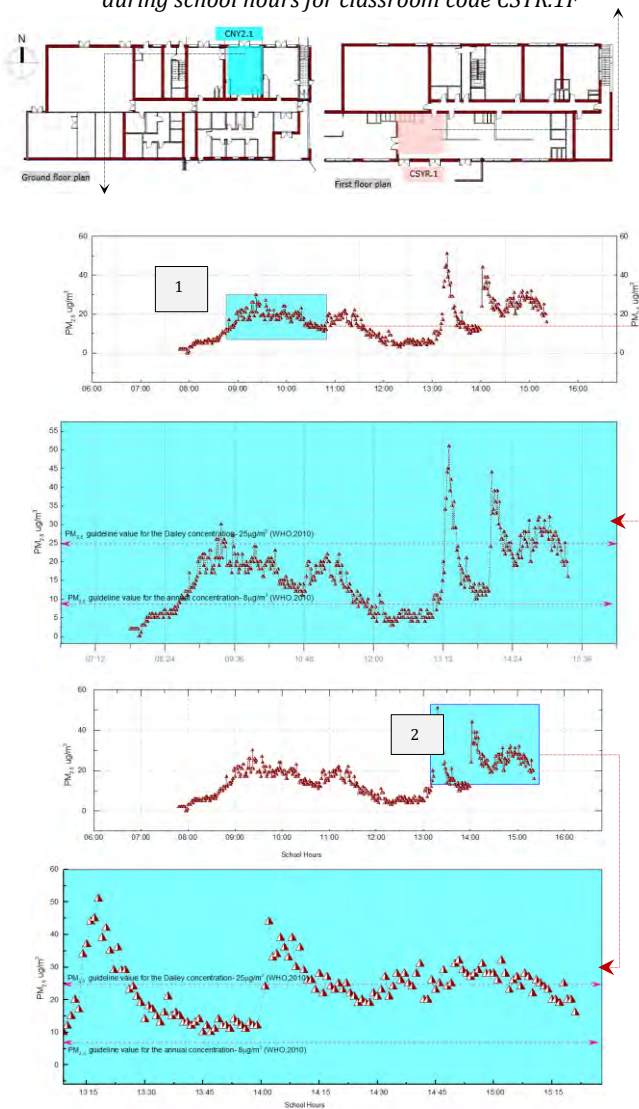 during school hours for classroom code CSYR.1F
N
CNY2.1
Ground floor plan
CSYR.1
First floor plan
60
40
20
0
PM2.5 ug/m³
1
60
40
20
0
06:00 07:00 08:00 09:00 10:00 11:00 12:00 13:00 14:00 15:00 16:00
55
50
45
40
35
30
25
20
15
10
5
0
PM2.5 ug/m³
PM2.5 guideline value for the Dailey concentration- 25µg/m³ (WHO,2010)
PM2.5 guideline value for the annual concentration- 8µg/m³ (WHO,2010)
07:12 08:24 09:36 10:48 12:00 13:12 14:24 15:36
60
40
20
0
PM2.5 ug/m³
2
06:00 07:00 08:00 09:00 10:00 11:00 12:00 13:00 14:00 15:00 16:00
School Hours
60
50
40
30
20
10
0
PM2.5 ug/m³
PM2.5 guideline value for the Dailey concentration- 25µg/m³ (WHO,2010)
PM2.5 guideline value for the annual concentration- 8µg/m³ (WHO,2010)
13:15 13:30 13:45 14:00 14:15 14:30 14:45 15:00 15:15
School Hours